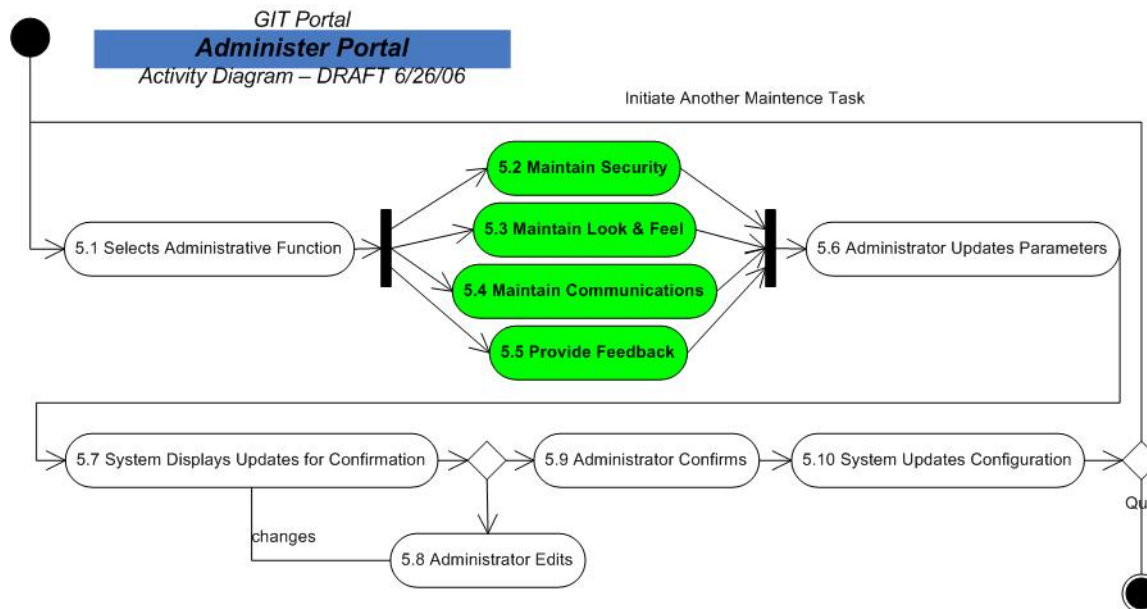 GIT Portal
Administer Portal
Activity Diagram – DRAFT 6/26/06
Initiate Another Maintence Task
5.2 Maintain Security
5.3 Maintain Look & Feel
5.1 Selects Administrative Function
5.6 Administrator Updates Parameters
5.4 Maintain Communications
5.5 Provide Feedback
5.7 System Displays Updates for Confirmation
5.9 Administrator Confirms
5.10 System Updates Configuration
changes
5.8 Administrator Edits